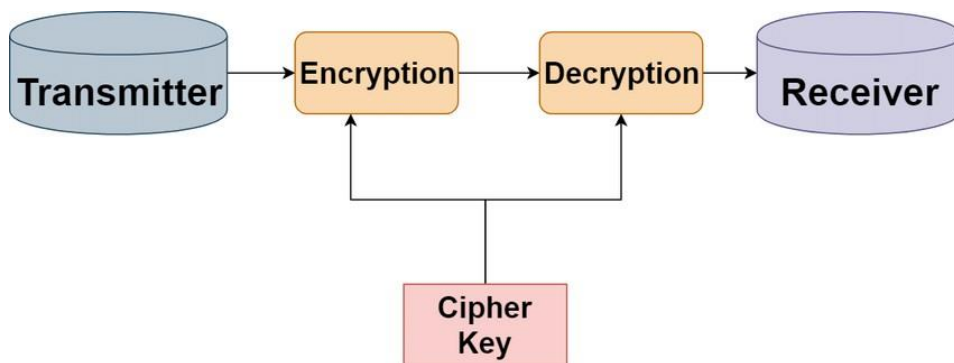 Transmitter
Encryption
Decryption
Receiver
Cipher
Key